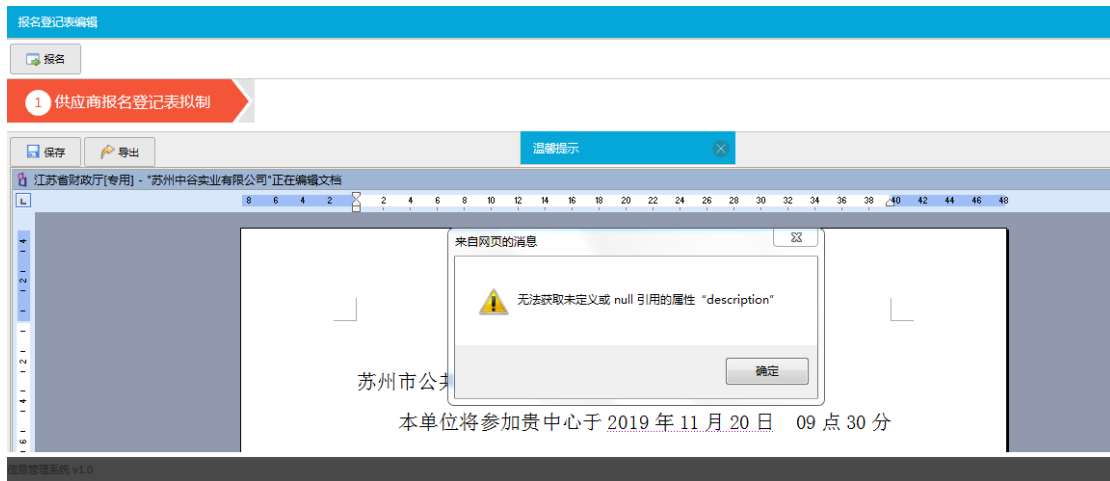 报名登记表编辑
报名
1 供应商报名登记表拟制
保存 导出
温馨提示
江苏省财政厅[专用] - "苏州中谷实业有限公司"正在编辑文档
8 6 4 2 2 4 6 8 10 12 14 16 18 20 22 24 26 28 30 32 34 36 38 40 42 44 46 48
来自网页的消息
无法获取未定义或 null 引用的属性“description”
确定
苏州市公共
本单位将参加贵中心于 2019 年 11 月 20 日 09 点 30 分
信息管理系统 v1.0